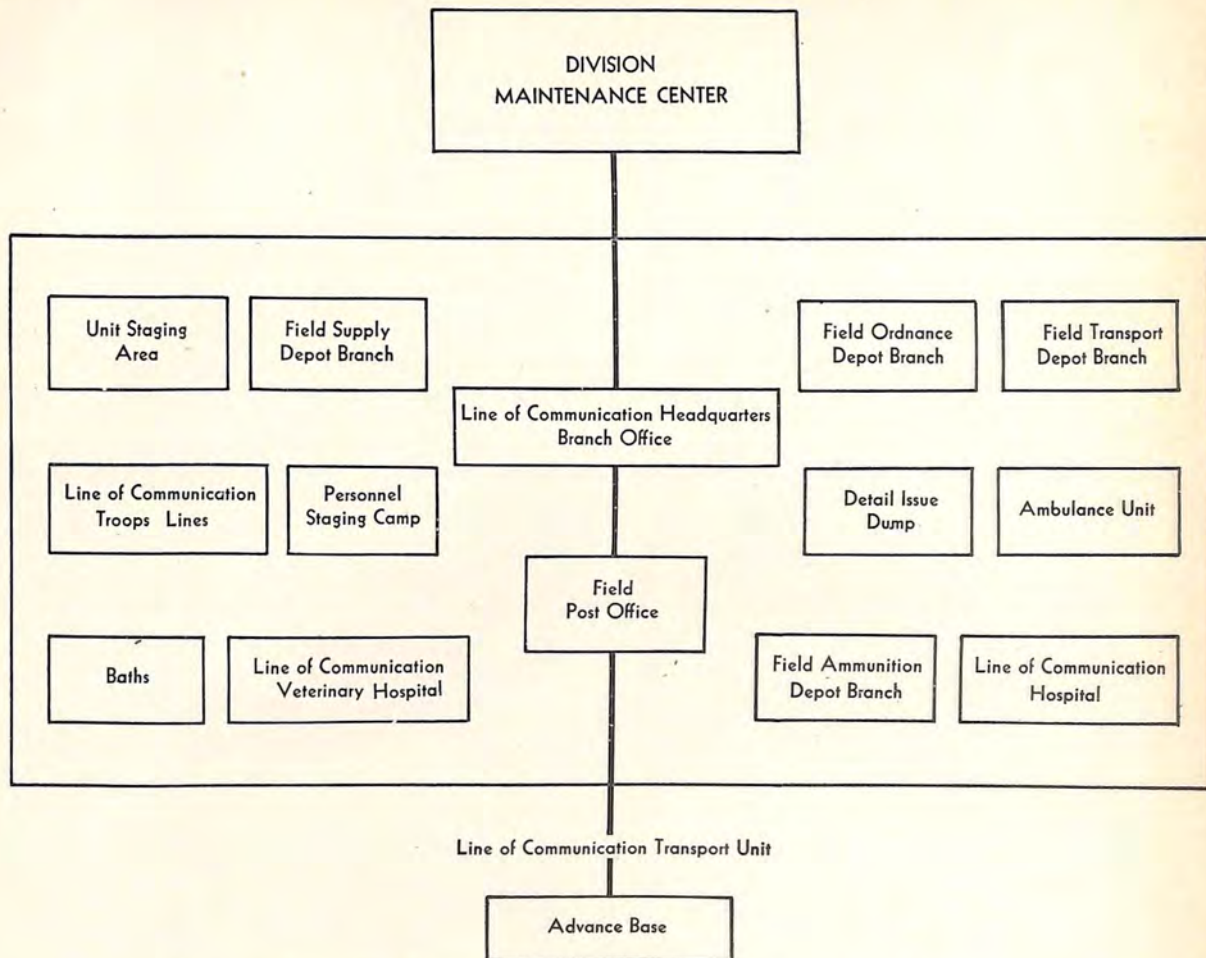 DIVISION
MAINTENANCE CENTER
Unit Staging
Area
Field Supply
Depot Branch
Field Ordnance
Depot Branch
Field Transport
Depot Branch
Line of Communication Headquarters
Branch Office
Line of Communication
Troops Lines
Personnel
Staging Camp
Detail Issue
Dump
Ambulance Unit
Field
Post Office
Baths
Line of Communication
Veterinary Hospital
Field Ammunition
Depot Branch
Line of Communication
Hospital
Line of Communication Transport Unit
Advance Base